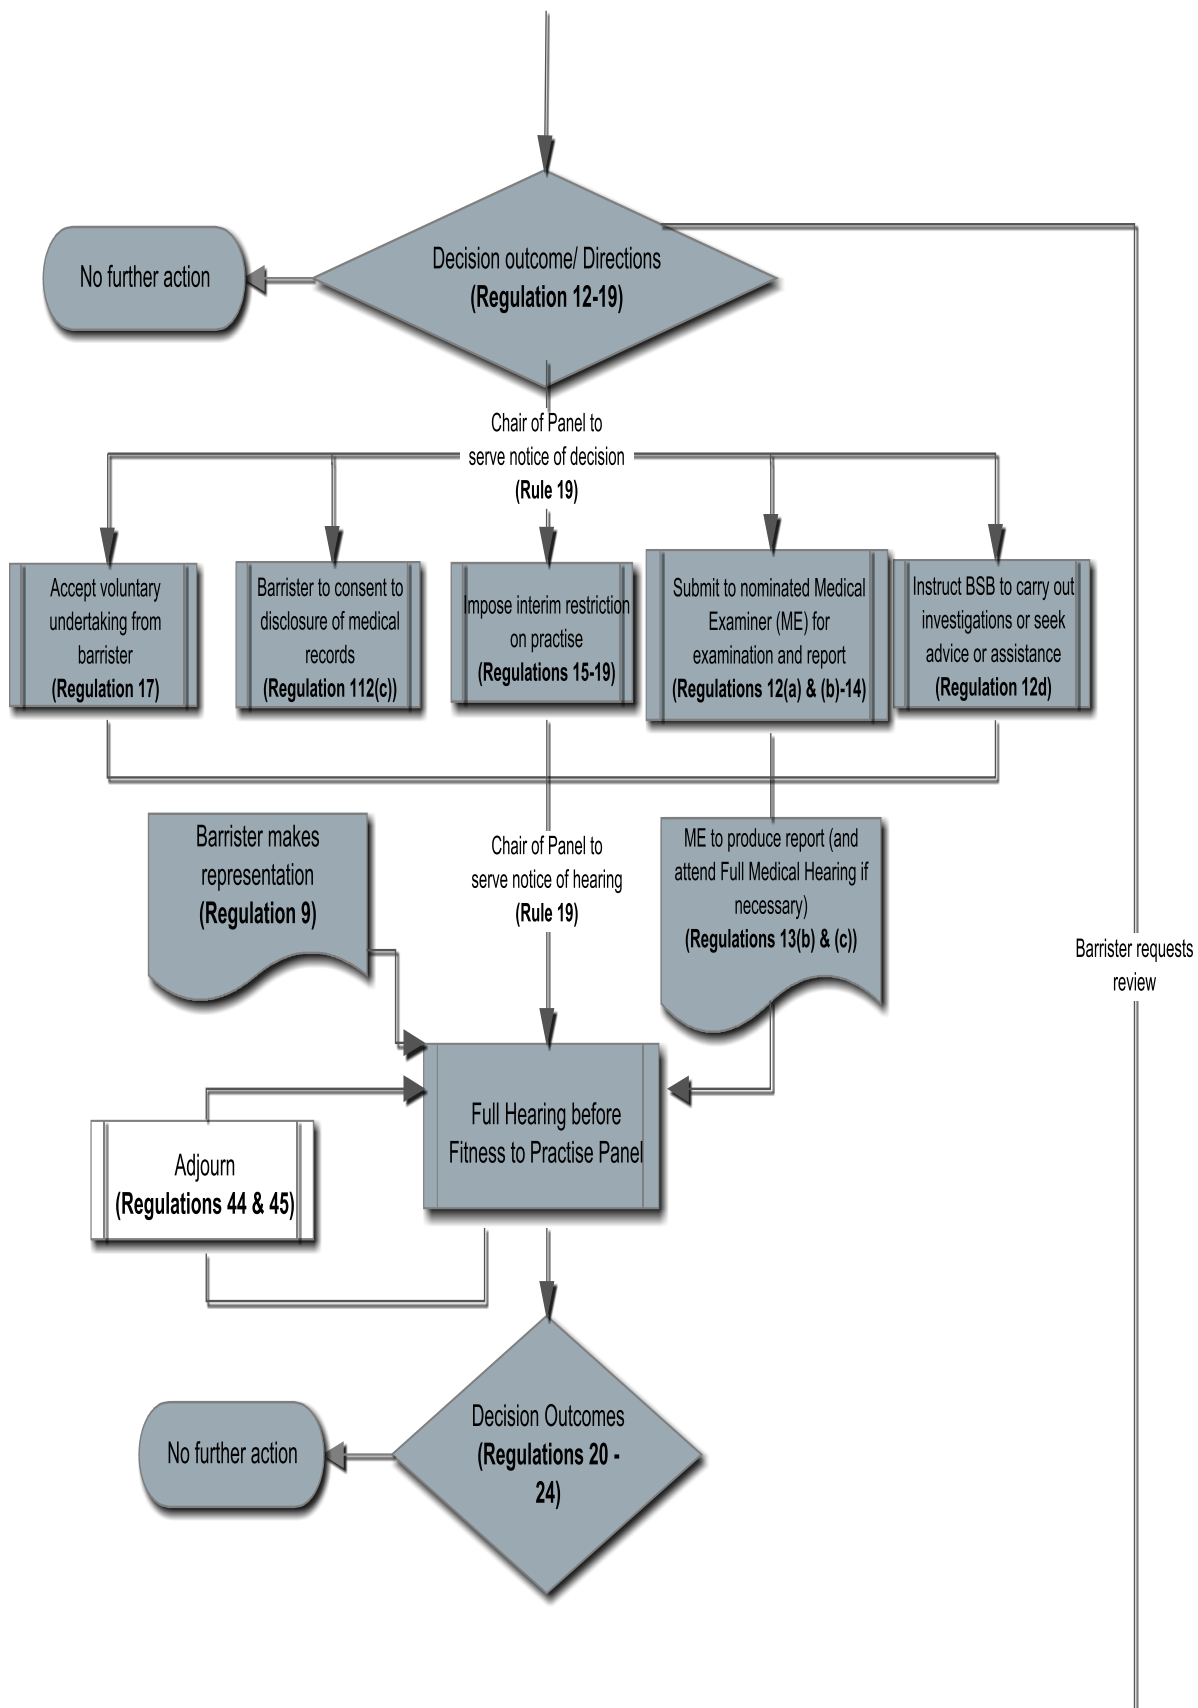 Decision outcome/ Directions
(Regulation 12-19)
No further action
Chair of Panel to
serve notice of decision
(Rule 19)
Accept voluntary
undertaking from
barrister
(Regulation 17)
Barrister to consent to
disclosure of medical
records
(Regulation 112(c))
Impose interim restriction
on practise
(Regulations 15-19)
Submit to nominated Medical
Examiner (ME) for
examination and report
(Regulations 12(a) & (b)-14)
Instruct BSB to carry out
investigations or seek
advice or assistance
(Regulation 12d)
Barrister makes
representation
(Regulation 9)
Chair of Panel to
serve notice of hearing
(Rule 19)
ME to produce report (and
attend Full Medical Hearing if
necessary)
(Regulations 13(b) & (c))
Barrister requests
review
Full Hearing before
Fitness to Practise Panel
Adjourn
(Regulations 44 & 45)
Decision Outcomes
(Regulations 20 -
24)
No further action